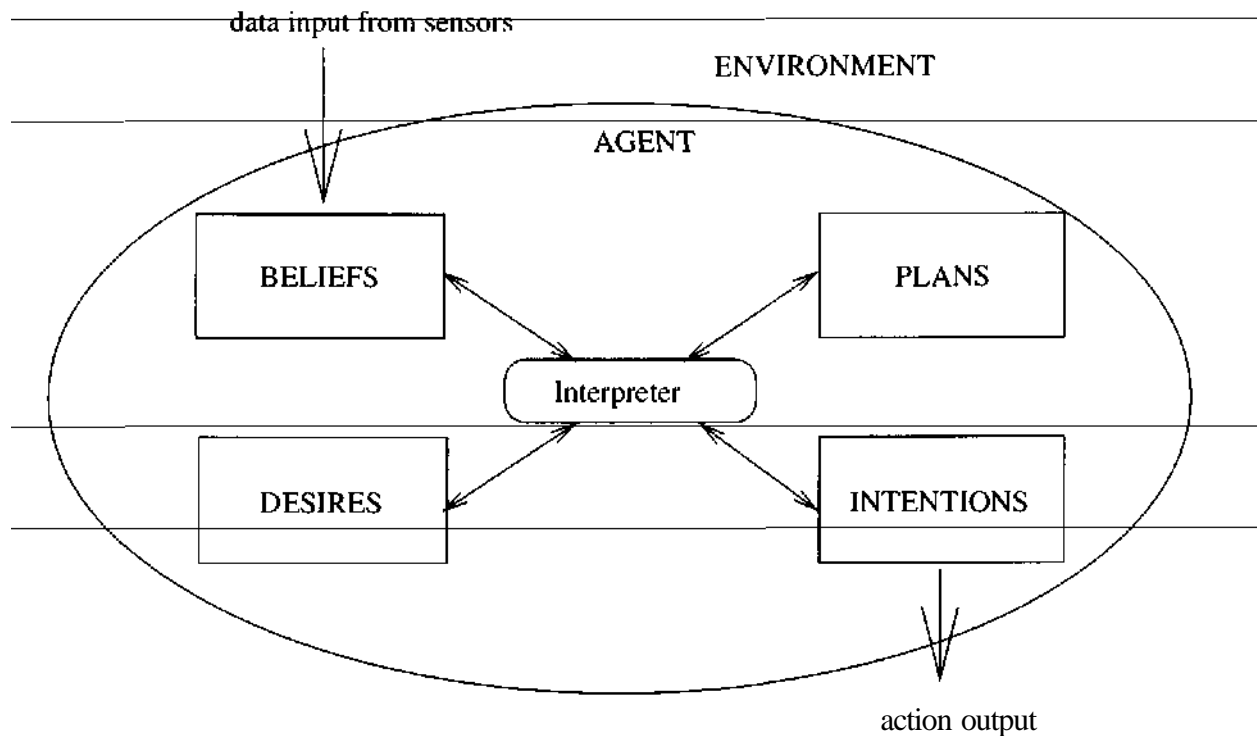 data input from sensors
ENVIRONMENT
AGENT
BELIEFS
PLANS
Interpreter
DESIRES
INTENTIONS
action output